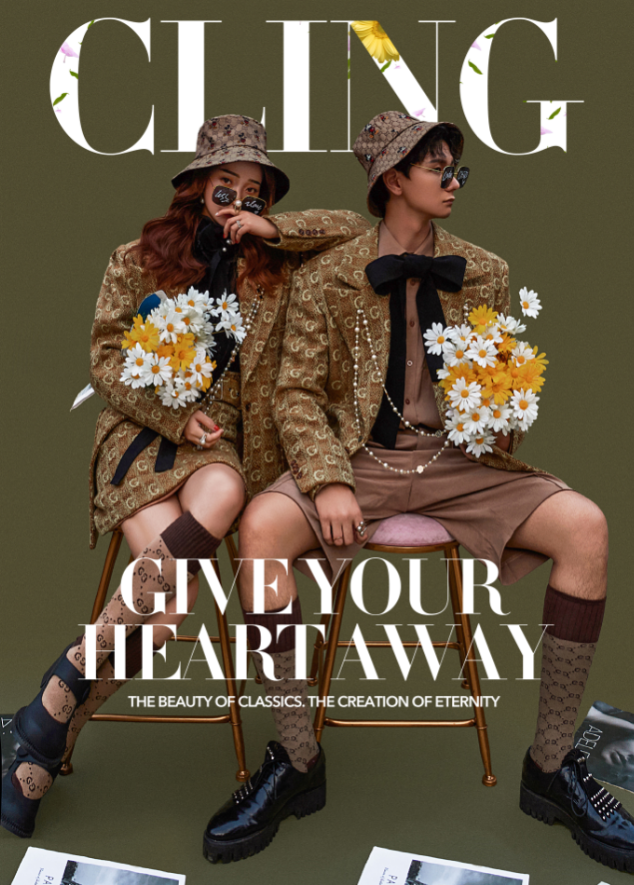 CLING
GIVE YOUR
HEART AWAY
THE BEAUTY OF CLASSICS. THE CREATION OF ETERNITY